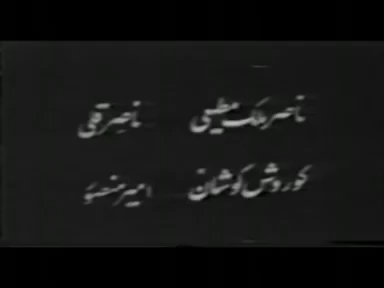 ناصر ملک مطیعی ناصر تقی
کوروش کوشان امیر منصور